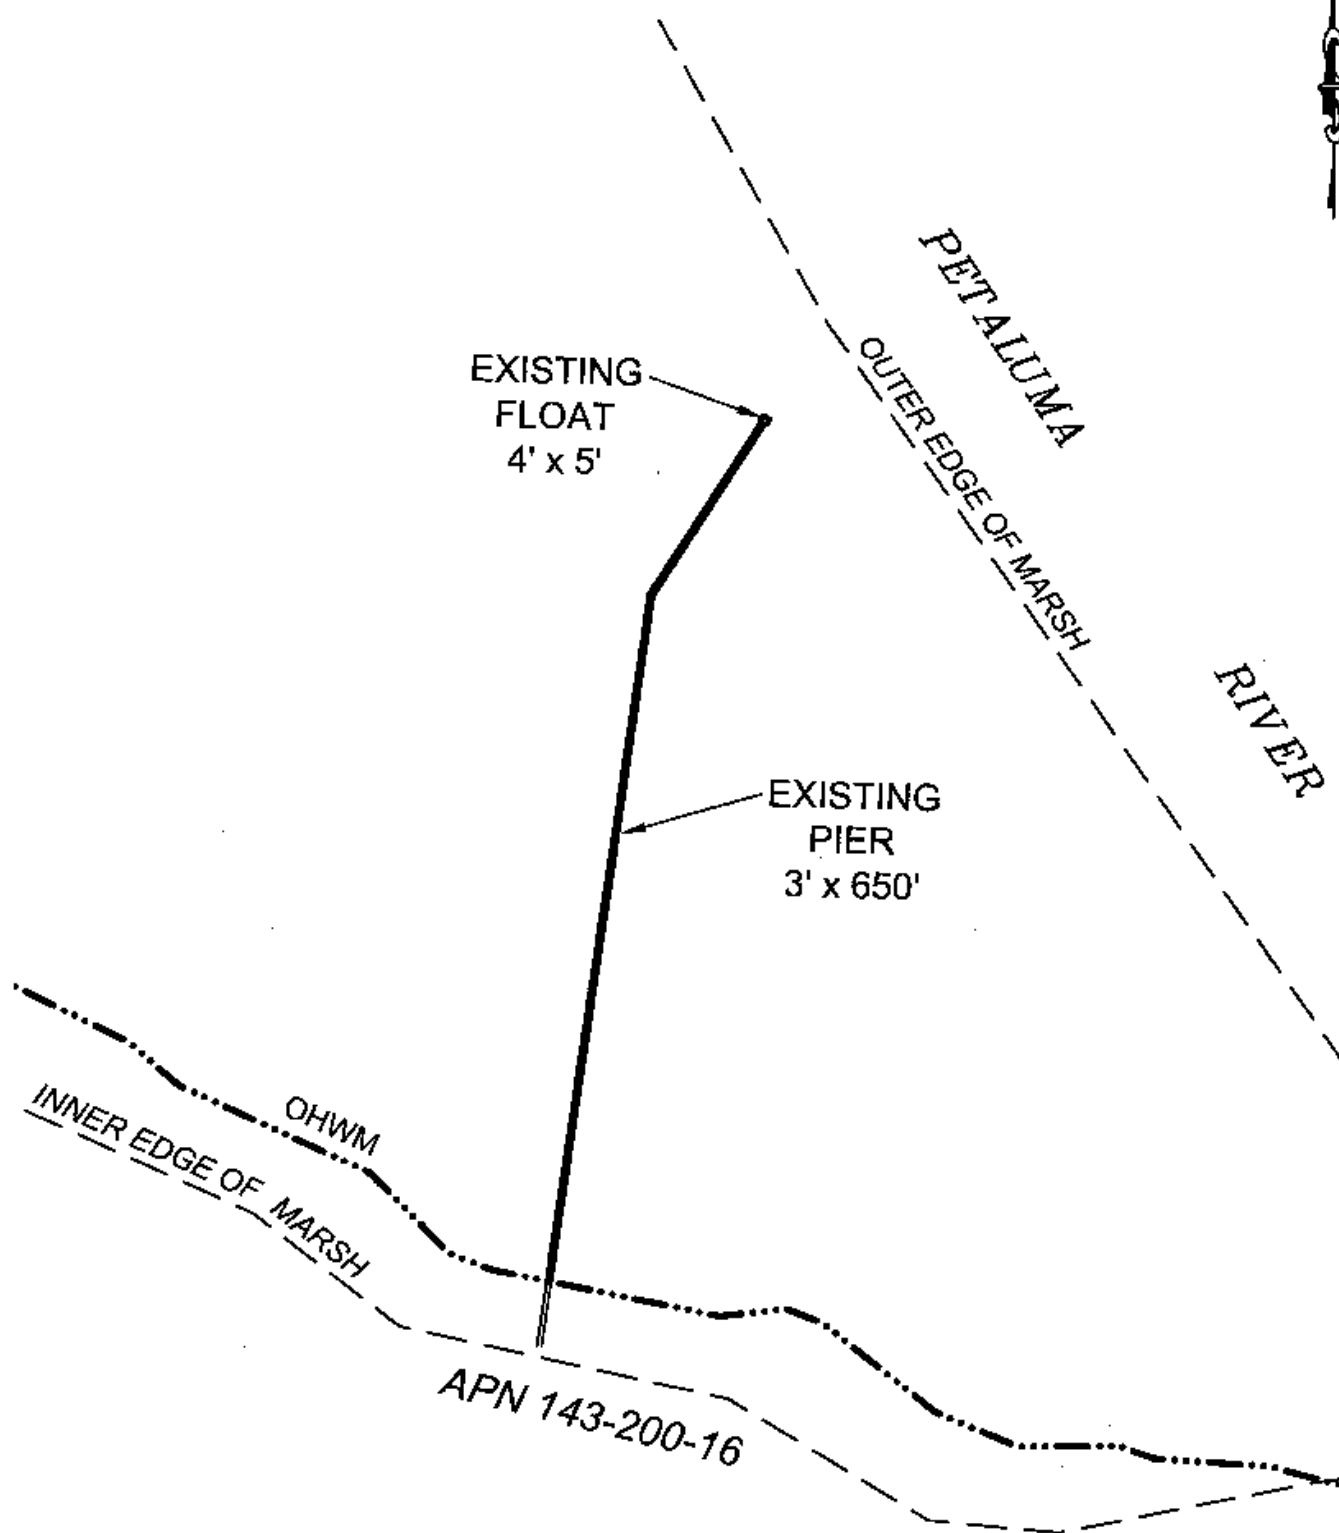 PETALUMA
RIVER
OUTER EDGE OF MARSH
EXISTING
FLOAT
4' x 5'
EXISTING
PIER
3' x 650'
OHWM
INNER EDGE OF MARSH
APN 143-200-16